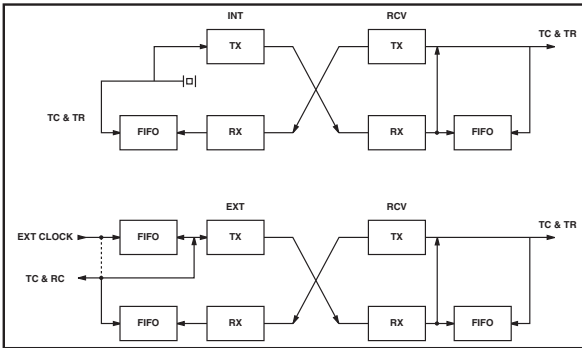 INT RCV
TX TX TC & TR
TC & TR
FIFO RX RX FIFO
EXT RCV
EXT CLOCK FIFO TX TX TC & TR
TC & RC
FIFO RX RX FIFO